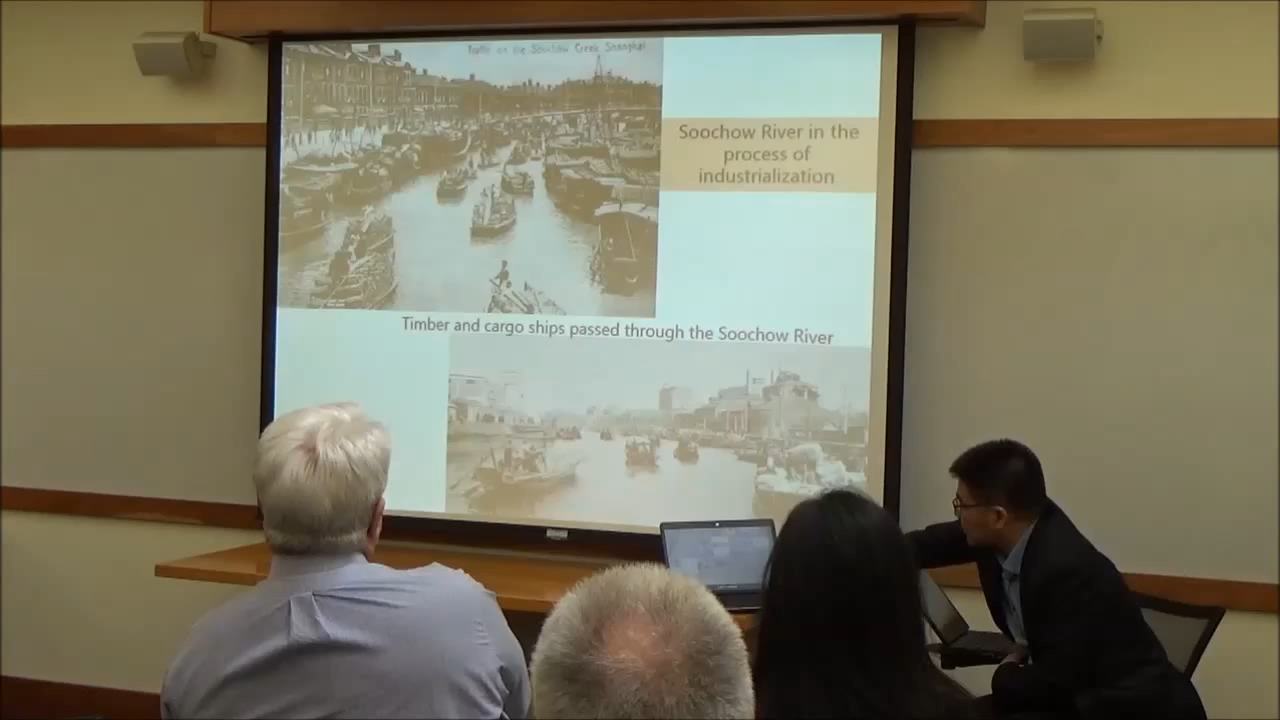 Traffic on the Soochow Creek Shanghai
Soochow River in the
process of
industrialization
Timber and cargo ships passed through the Soochow River